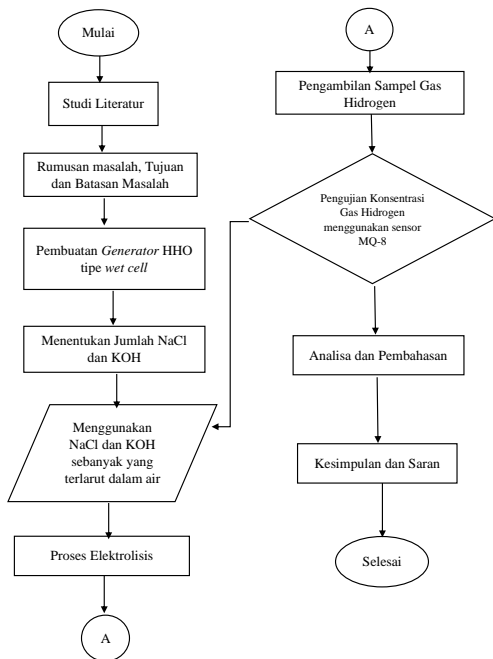 Mulai
Studi Literatur
Rumusan masalah, Tujuan
dan Batasan Masalah
Pembuatan Generator HHO
tipe wet cell
Menentukan Jumlah NaCl
dan KOH
Menggunakan
NaCl dan KOH
sebanyak yang
terlarut dalam air
Proses Elektrolisis
A
A
Pengambilan Sampel Gas
Hidrogen
Pengujian Konsentrasi
Gas Hidrogen
menggunakan sensor
MQ-8
Analisa dan Pembahasan
Kesimpulan dan Saran
Selesai